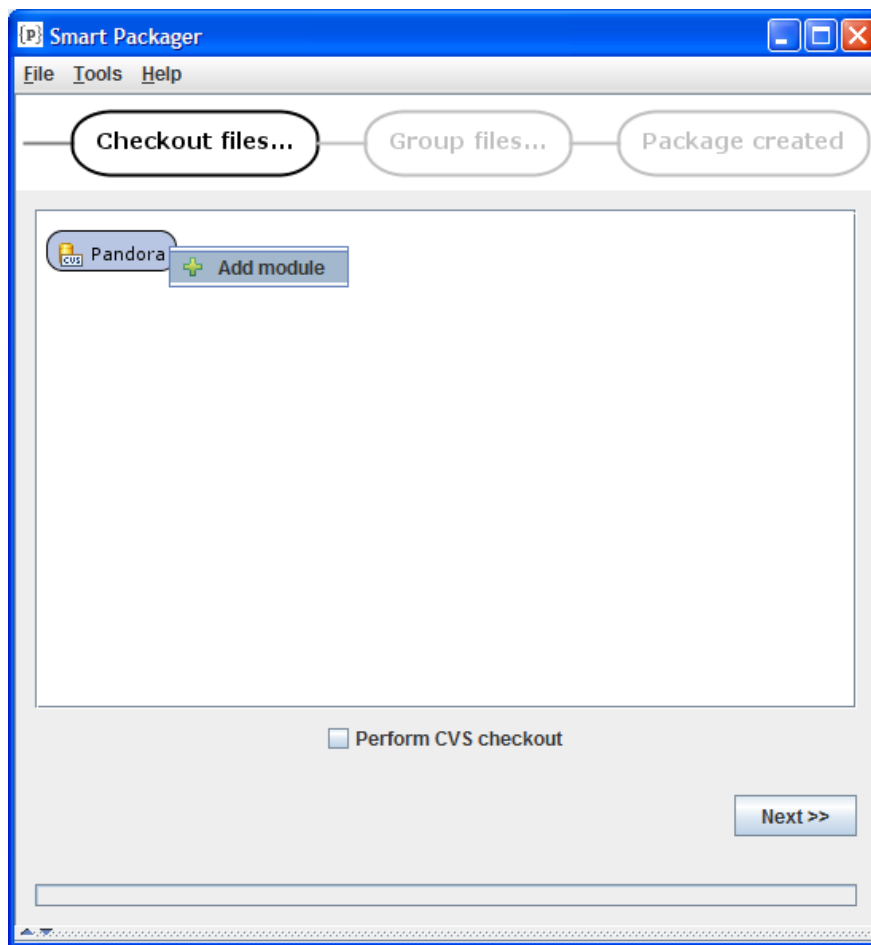 {P} Smart Packager
File Tools Help
Checkout files... Group files... Package created
CVS Pandora
Add module
Perform CVS checkout
Next >>